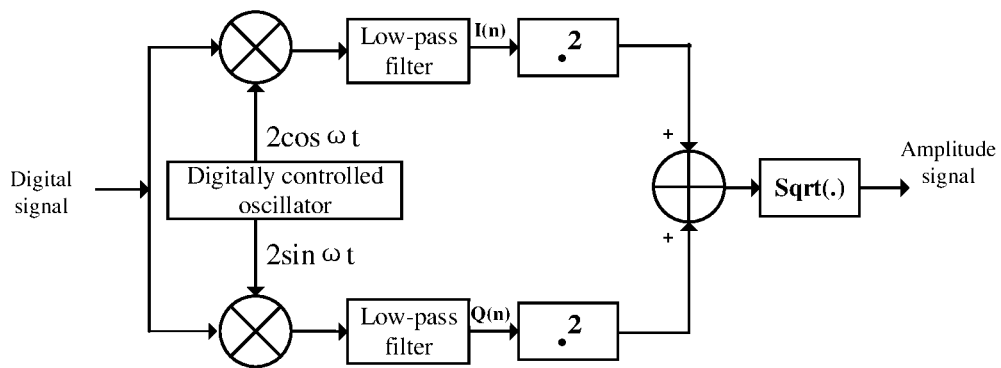 Low-pass
filter
I(n)
.2
2cos ω t
+
Digital
signal
Digitally controlled
oscillator
Sqrt(.)
Amplitude
signal
+
2sin ω t
Low-pass
filter
Q(n)
.2